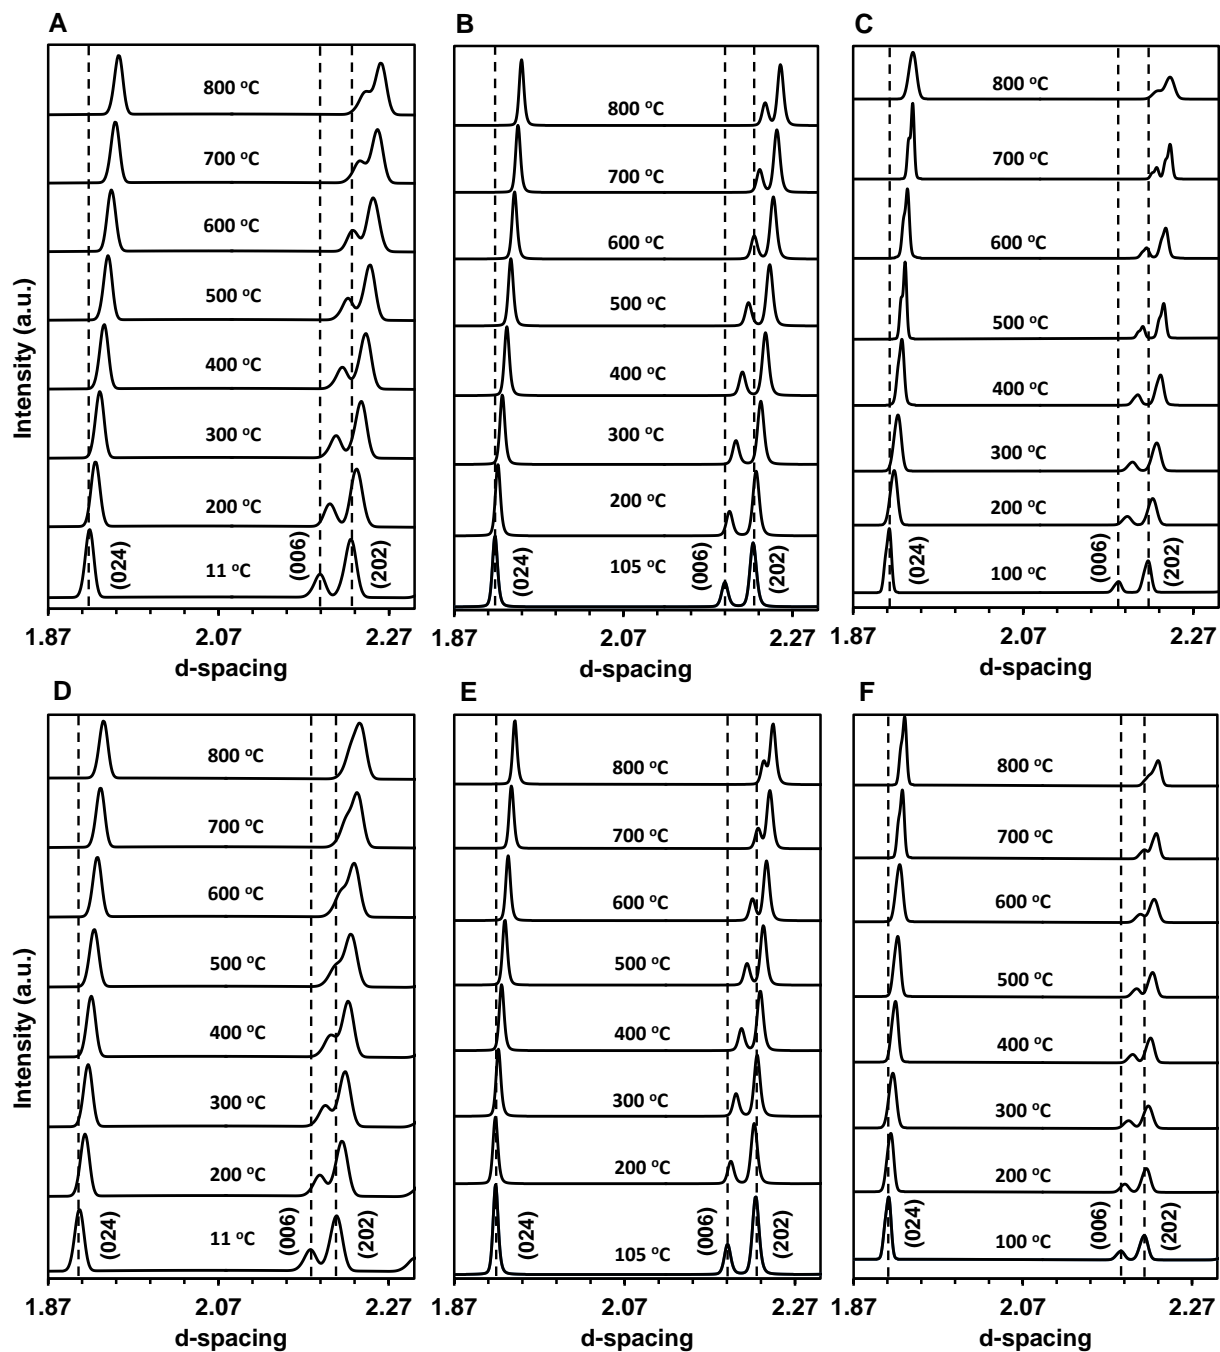 A
800 °C
700 °C
600 °C
500 °C
400 °C
300 °C
200 °C
11 °C
(024)
(006)
(202)
Intensity (a.u.)
1.87 2.07 2.27
d-spacing
B
800 °C
700 °C
600 °C
500 °C
400 °C
300 °C
200 °C
105 °C
(024)
(006)
(202)
1.87 2.07 2.27
d-spacing
C
800 °C
700 °C
600 °C
500 °C
400 °C
300 °C
200 °C
100 °C
(024)
(006)
(202)
1.87 2.07 2.27
d-spacing
D
800 °C
700 °C
600 °C
500 °C
400 °C
300 °C
200 °C
11 °C
(024)
(006)
(202)
Intensity (a.u.)
1.87 2.07 2.27
d-spacing
E
800 °C
700 °C
600 °C
500 °C
400 °C
300 °C
200 °C
105 °C
(024)
(006)
(202)
1.87 2.07 2.27
d-spacing
F
800 °C
700 °C
600 °C
500 °C
400 °C
300 °C
200 °C
100 °C
(024)
(006)
(202)
1.87 2.07 2.27
d-spacing